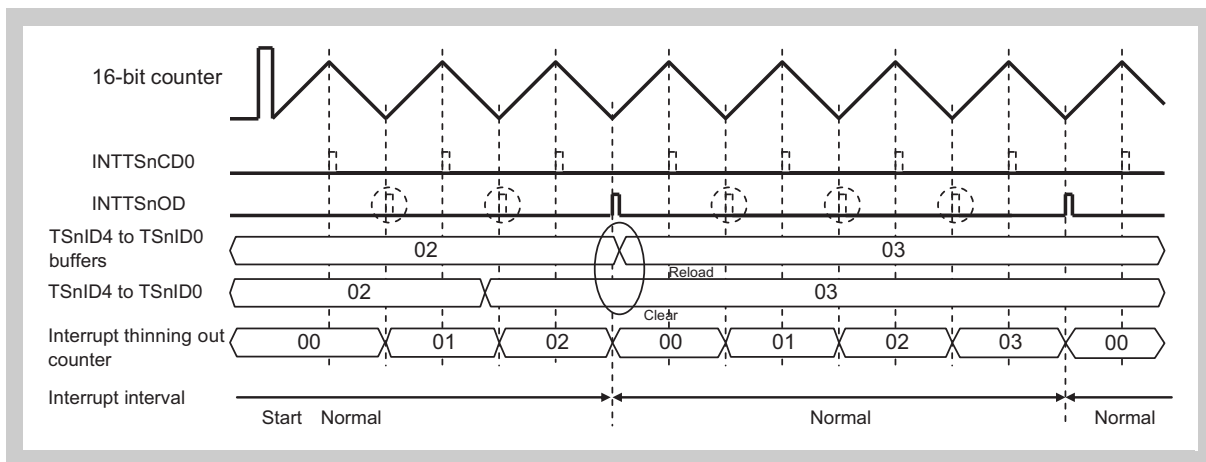 16-bit counter
INTTSnCD0
INTTSnOD
TSnID4 to TSnID0
buffers
02
03
Reload
TSnID4 to TSnID0
02
03
Clear
Interrupt thinning out
counter
00 01 02 00 01 02 03 00
Interrupt interval
Start Normal Normal Normal